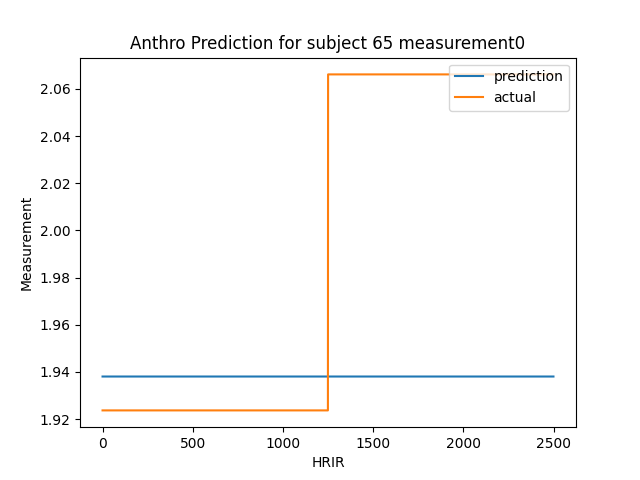 Anthro Prediction for subject 65 measurement0
prediction
actual
2.06
2.04
2.02
2.00
1.98
1.96
1.94
1.92
Measurement
0 500 1000 1500 2000 2500
HRIR